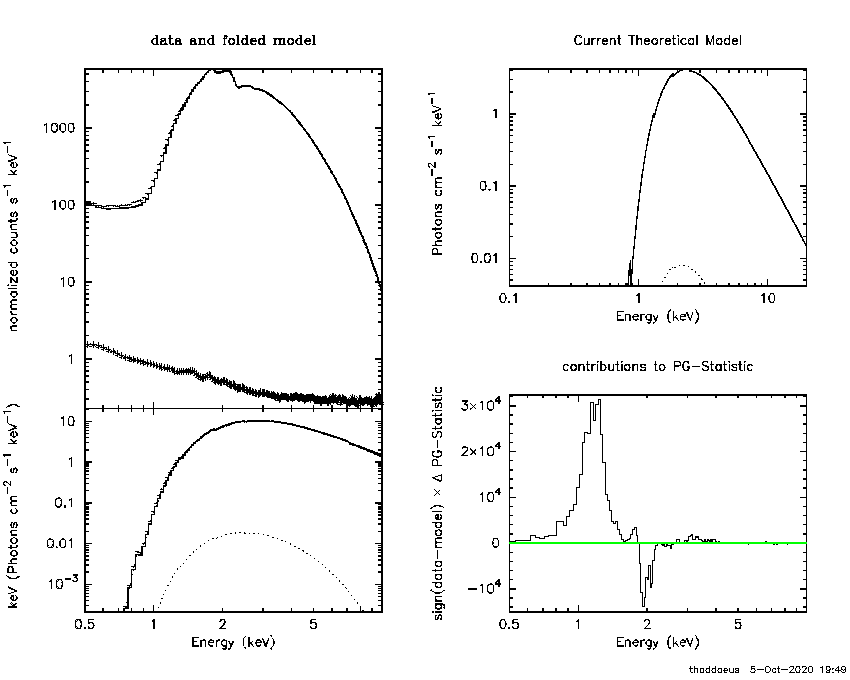 data and folded model
1000
100
10
1
normalized counts s−1 keV−1
10
1
0.1
0.01
10−3
keV (Photons cm−2 s−1 keV−1)
0.5 1 2 5
Energy (keV)
Current Theoretical Model
1
0.1
0.01
Photons cm−2 s−1 keV−1
0.1 1 10
Energy (keV)
contributions to PG−Statistic
3×104
2×104
104
0
−104
sign(data−model) × Δ PG−Statistic
0.5 1 2 5
Energy (keV)
thaddaeus 5−Oct−2020 19:49